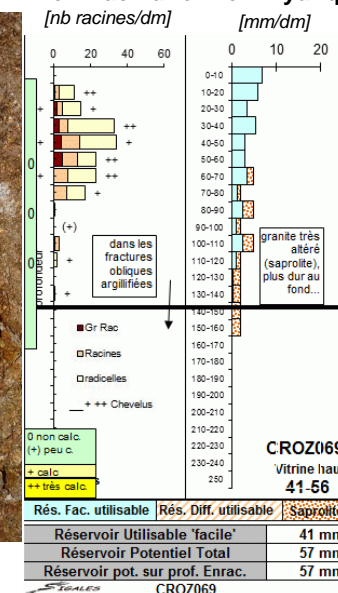 [nb racines/dm]
[mm/dm]
0 20 40 60
0 10 20
0-10
10-20
20-30
30-40
40-50
50-60
60-70
70-80
80-90
90-100
100-110
110-120
120-130
130-140
140-150
150-160
160-170
170-180
180-190
190-200
200-210
210-220
220-230
230-240
250
++
+ +
++
+ +
++
+ ++
+
(+)
+
+
0
0
0
dans les
fractures
obliques
argillifiées
granite très
altéré
(saprolite),
plus dur au
fond...
Gr Rac
Racines
radicelles
+ ++ Chevelus
0 non calc.
(+) peu c.
+ calc
++ très calc.
CROZ069
Vitrine hau
41-56
Rés. Fac. utilisable
Rés. Diff. utilisable
Saprolit
Réservoir Utilisable 'facile' 41 mm
Réservoir Potentiel Total 57 mm
Réservoir pot. sur prof. Enrac. 57 mm
SIGALES
CROZ069